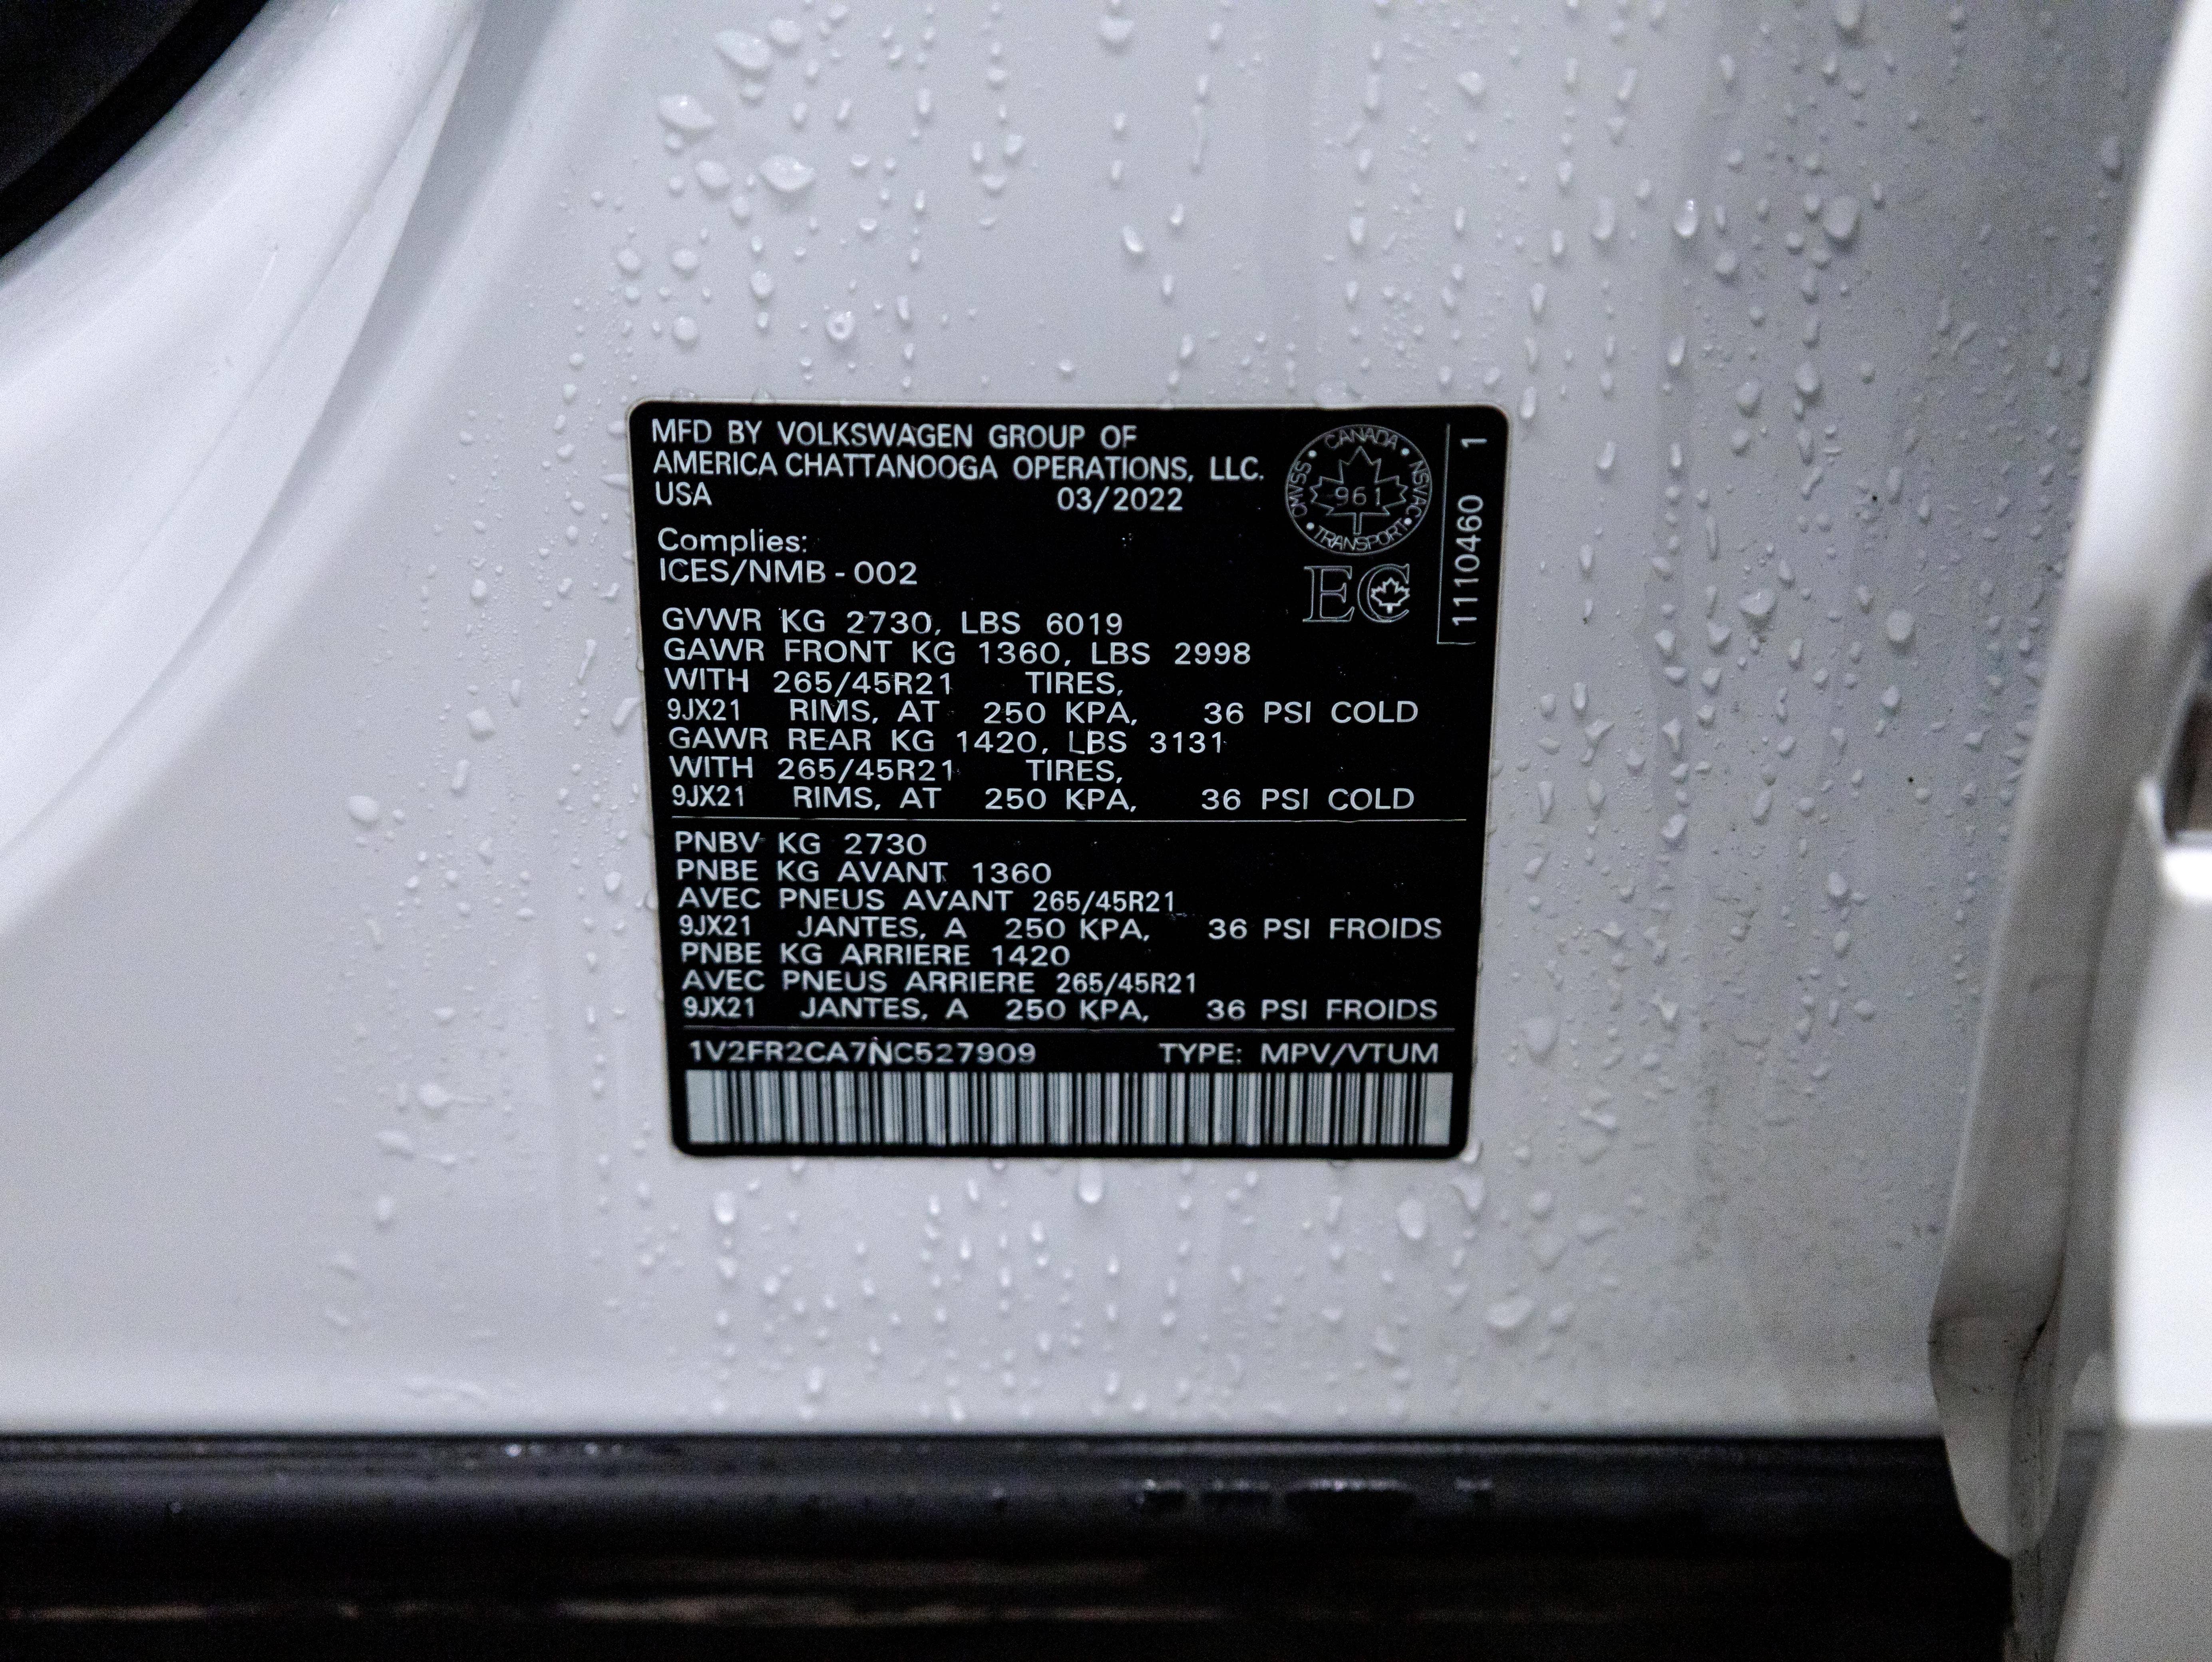 MFD BY VOLKSWAGEN GROUP OF
AMERICA CHATTANOOGA OPERATIONS, LLC.
USA 03/2022
CANADA • NSVAC • TRANSPORT • CMVSS •
961
EC
1110460 1
Complies:
ICES/NMB-002
GVWR KG 2730, LBS 6019
GAWR FRONT KG 1360, LBS 2998
WITH 265/45R21 TIRES,
9JX21 RIMS, AT 250 KPA, 36 PSI COLD
GAWR REAR KG 1420, LBS 3131
WITH 265/45R21 TIRES,
9JX21 RIMS, AT 250 KPA, 36 PSI COLD
PNBV KG 2730
PNBE KG AVANT 1360
AVEC PNEUS AVANT 265/45R21
9JX21 JANTES, A 250 KPA, 36 PSI FROIDS
PNBE KG ARRIERE 1420
AVEC PNEUS ARRIERE 265/45R21
9JX21 JANTES, A 250 KPA, 36 PSI FROIDS
1V2FR2CA7NC527909 TYPE: MPV/VTUM